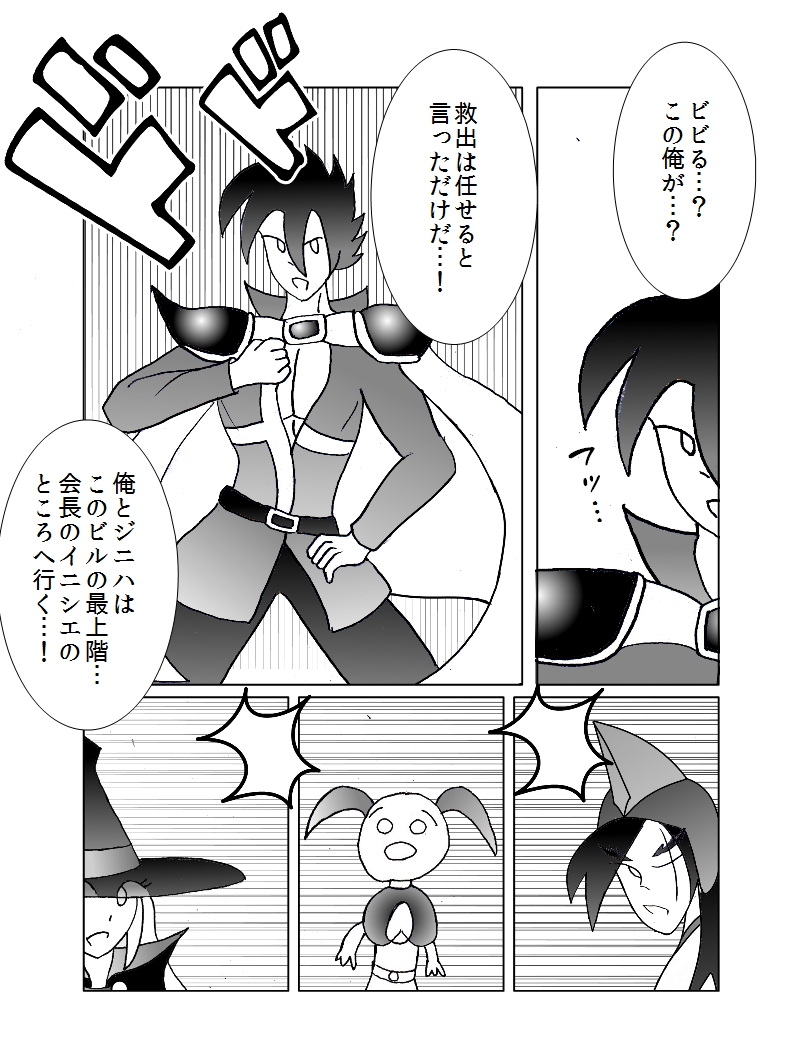 ビビる…？
この俺が…？
フッ…
救出は任せると
言っただけだ…！
ドド
俺とジニハは
このビルの最上階…
会長のイニシエの
ところへ行く…！